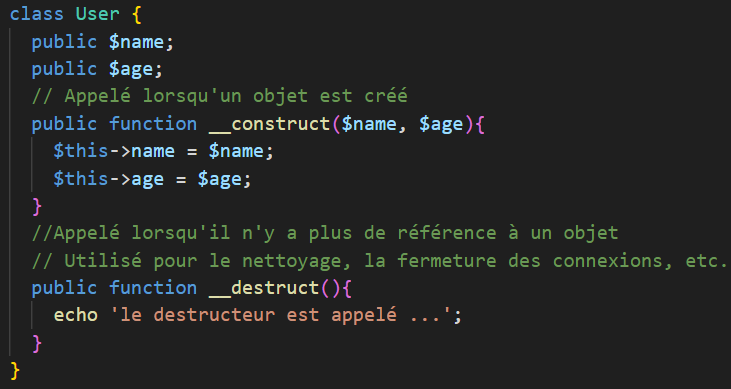 class User {
public $name;
public $age;
// Appelé lorsqu'un objet est créé
public function __construct($name, $age){
$this->name = $name;
$this->age = $age;
}
//Appelé lorsqu'il n'y a plus de référence à un objet
// Utilisé pour le nettoyage, la fermeture des connexions, etc.
public function __destruct(){
echo 'le destructeur est appelé ...';
}
}